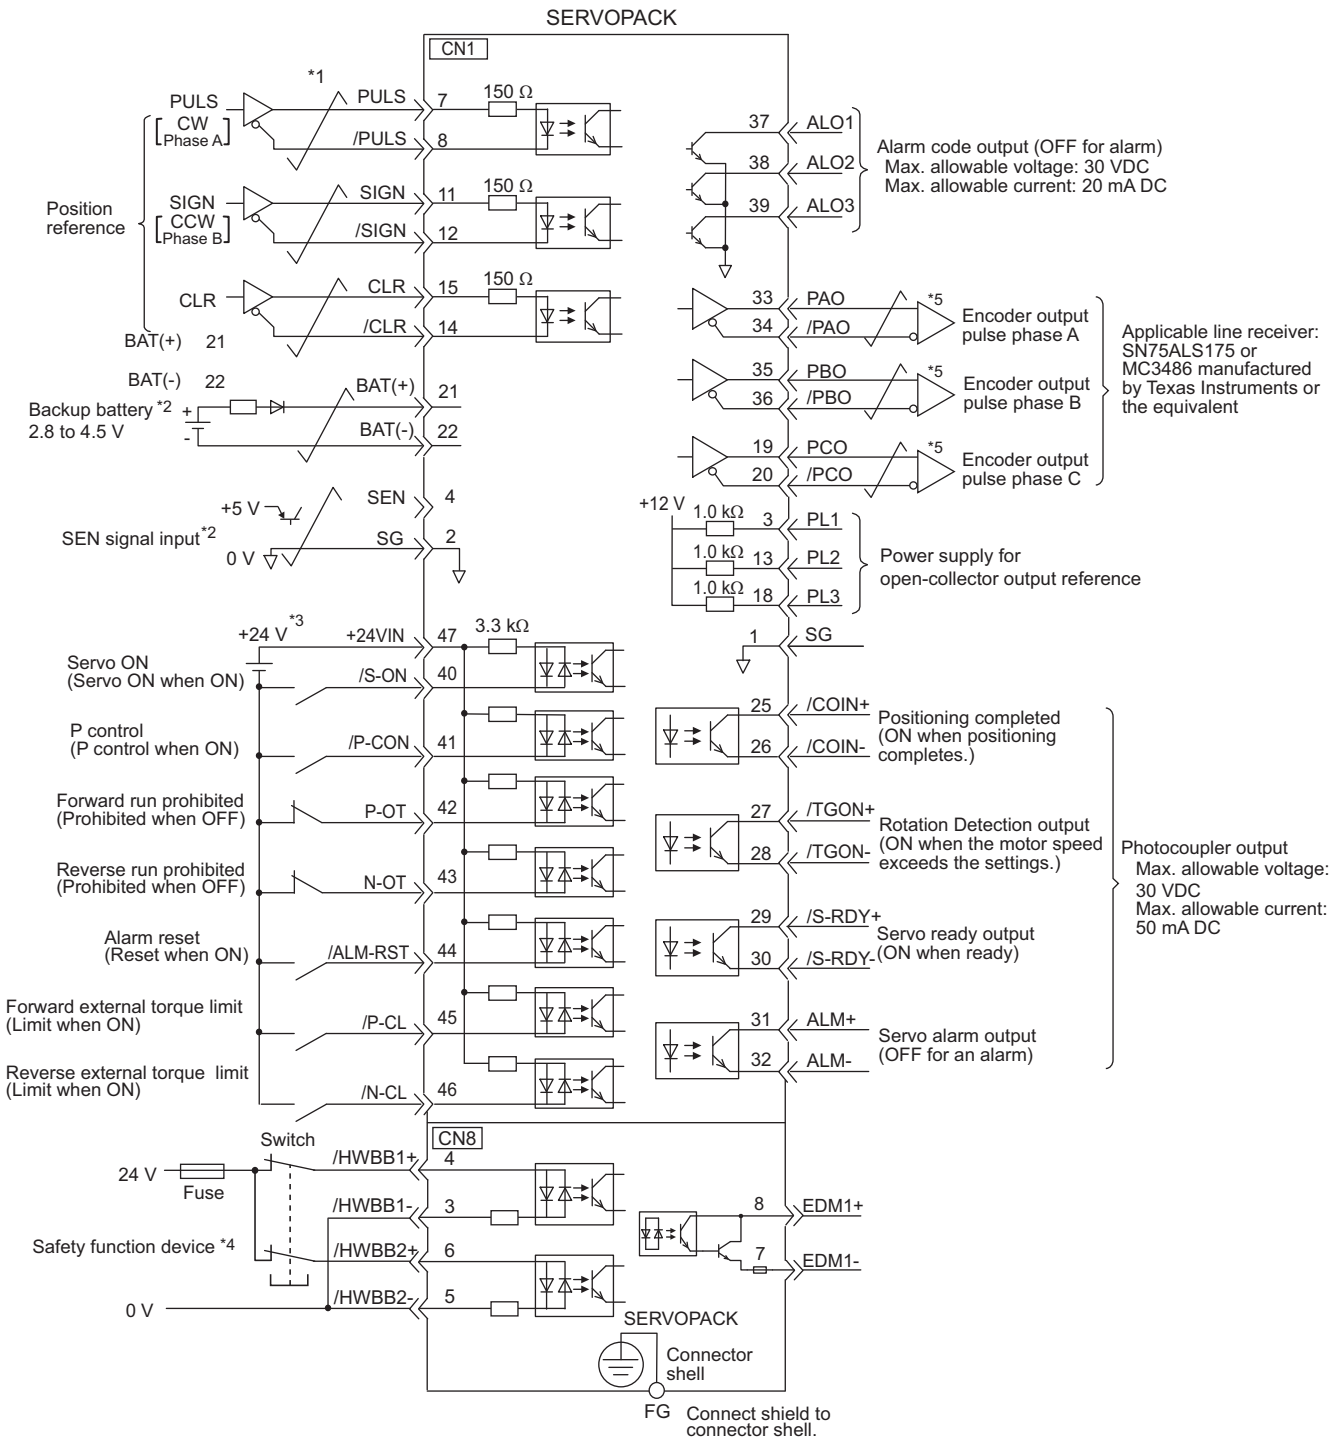 SERVOPACK
CN1
*1
PULS
CW
Phase A
PULS
7
150 Ω
/PULS
8
SIGN
CCW
Phase B
SIGN
11
150 Ω
/SIGN
12
Position
reference
CLR
CLR
15
150 Ω
/CLR
14
BAT(+) 21
BAT(-) 22
Backup battery *2
2.8 to 4.5 V
+
-
BAT(+)
21
BAT(-)
22
SEN signal input*2
+5 V
0 V
SEN
4
SG
2
+24 V *3
+24VIN
47
3.3 kΩ
Servo ON
(Servo ON when ON)
/S-ON
40
P control
(P control when ON)
/P-CON
41
Forward run prohibited
(Prohibited when OFF)
P-OT
42
Reverse run prohibited
(Prohibited when OFF)
N-OT
43
Alarm reset
(Reset when ON)
/ALM-RST
44
Forward external torque limit
(Limit when ON)
/P-CL
45
Reverse external torque limit
(Limit when ON)
/N-CL
46
37
ALO1
38
ALO2
39
ALO3
Alarm code output (OFF for alarm)
Max. allowable voltage: 30 VDC
Max. allowable current: 20 mA DC
33
PAO
34
/PAO
*5
Encoder output
pulse phase A
35
PBO
36
/PBO
*5
Encoder output
pulse phase B
19
PCO
20
/PCO
*5
Encoder output
pulse phase C
Applicable line receiver:
SN75ALS175 or
MC3486 manufactured
by Texas Instruments or
the equivalent
+12 V
1.0 kΩ
3
PL1
1.0 kΩ
13
PL2
1.0 kΩ
18
PL3
Power supply for
open-collector output reference
1
SG
25
/COIN+
26
/COIN-
Positioning completed
(ON when positioning
completes.)
27
/TGON+
28
/TGON-
Rotation Detection output
(ON when the motor speed
exceeds the settings.)
29
/S-RDY+
30
/S-RDY-
Servo ready output
(ON when ready)
31
ALM+
32
ALM-
Servo alarm output
(OFF for an alarm)
Photocoupler output
Max. allowable voltage:
30 VDC
Max. allowable current:
50 mA DC
CN8
Switch
24 V
Fuse
/HWBB1+
4
/HWBB1-
3
Safety function device *4
/HWBB2+
6
0 V
/HWBB2-
5
8
EDM1+
7
EDM1-
SERVOPACK
Connector
shell
FG
Connect shield to
connector shell.